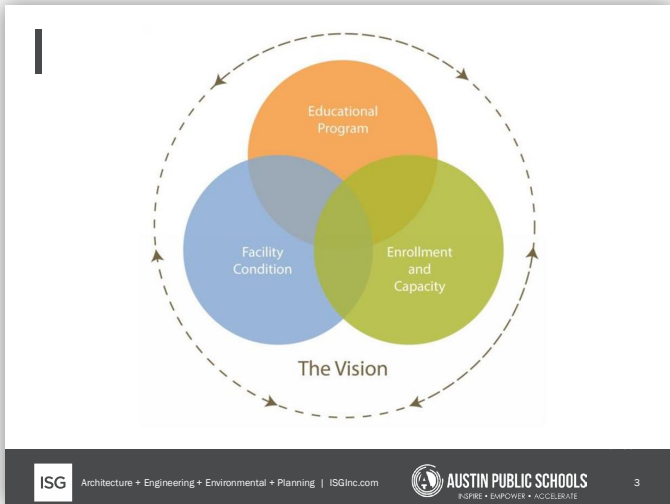 Educational
Program
Facility
Condition
Enrollment
and
Capacity
The Vision
ISG
Architecture + Engineering + Environmental + Planning | ISGInc.com
A
AUSTIN PUBLIC SCHOOLS
INSPIRE • EMPOWER • ACCELERATE
3